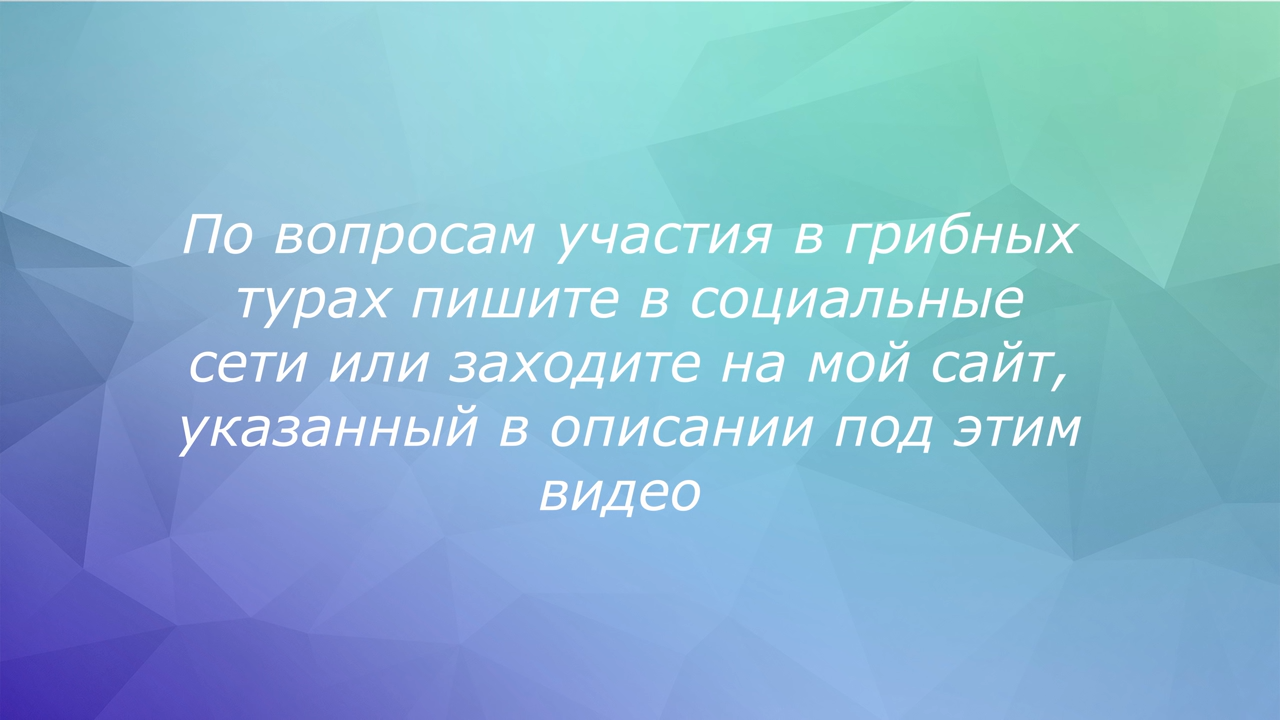 По вопросам участия в грибных
турах пишите в социальные
сети или заходите на мой сайт,
указанный в описании под этим
видео